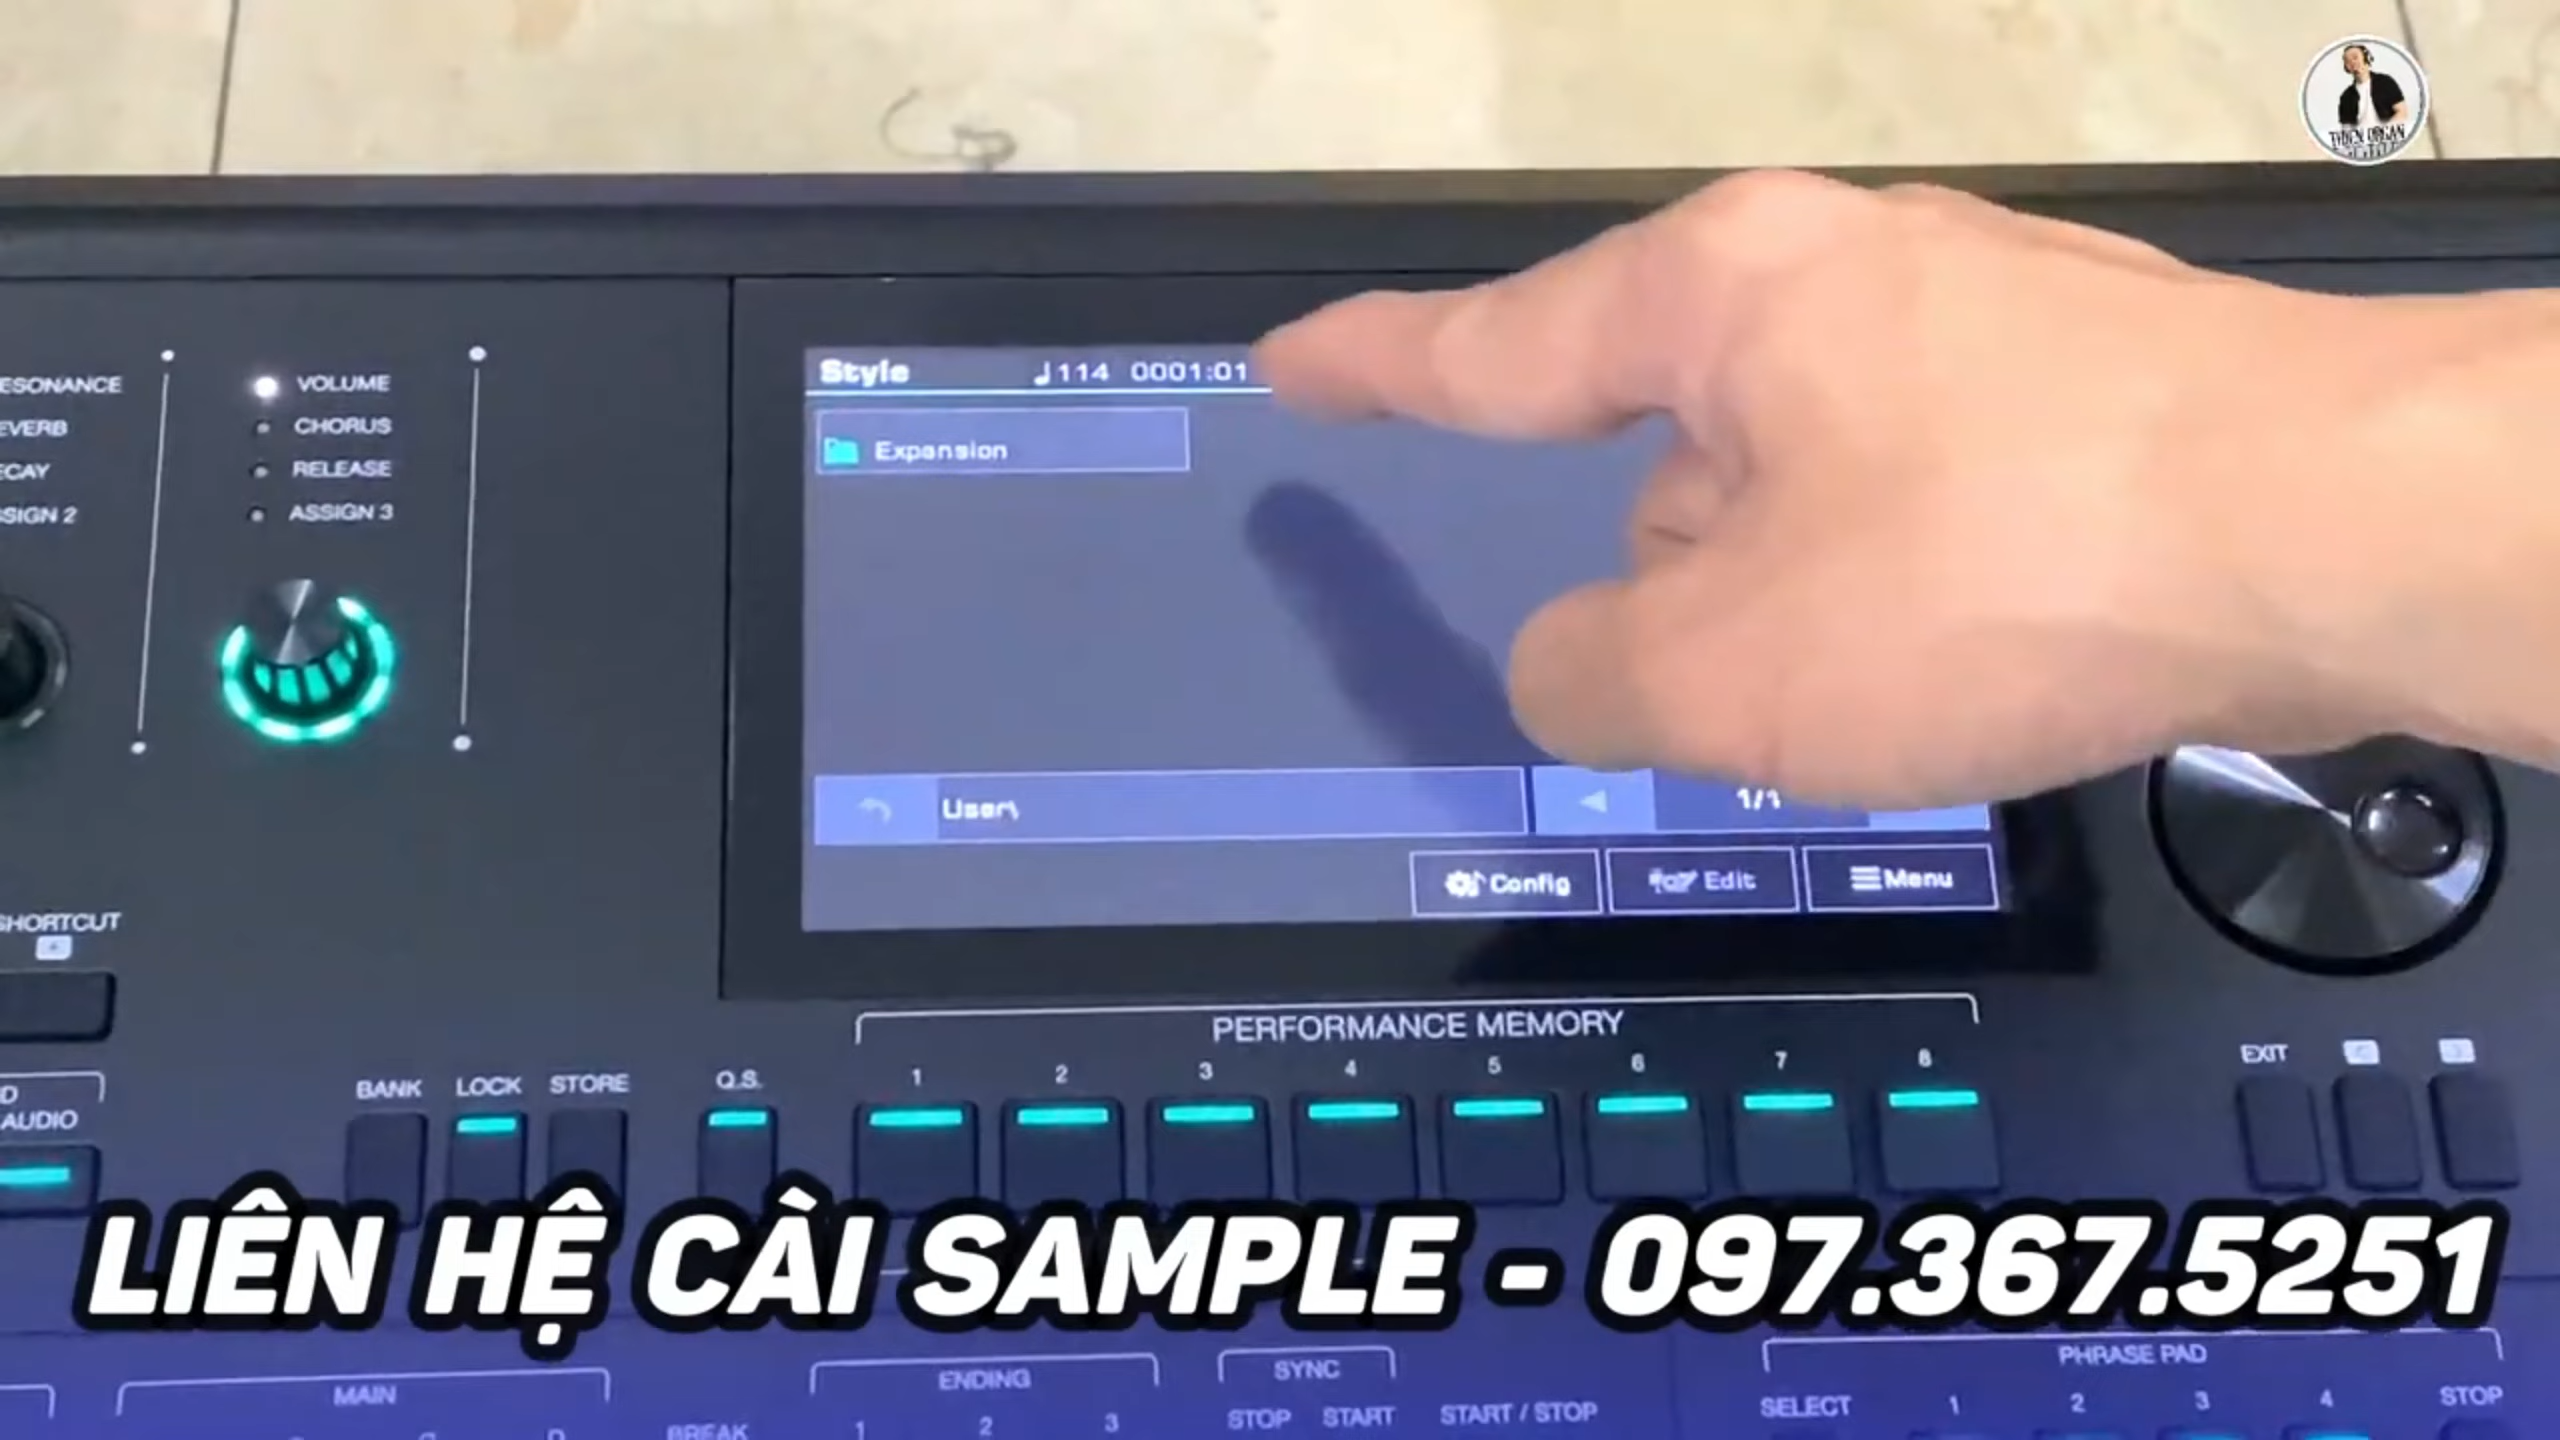 THIEN ORGAN
ESONANCE
EVERB
ECAY
SSIGN 2
VOLUME
CHORUS
RELEASE
ASSIGN 3
Style ♩114 0001:01
Expansion
User\
1/1
Config
Edit
Menu
SHORTCUT
PERFORMANCE MEMORY
D
AUDIO
BANK LOCK STORE Q.S. 1 2 3 4 5 6 7 8
EXIT
LIÊN HỆ CÀI SAMPLE - 097.367.5251
MAIN
BREAK
ENDING
1 2 3
SYNC
STOP START
START / STOP
PHRASE PAD
SELECT 1 2 3 4 STOP